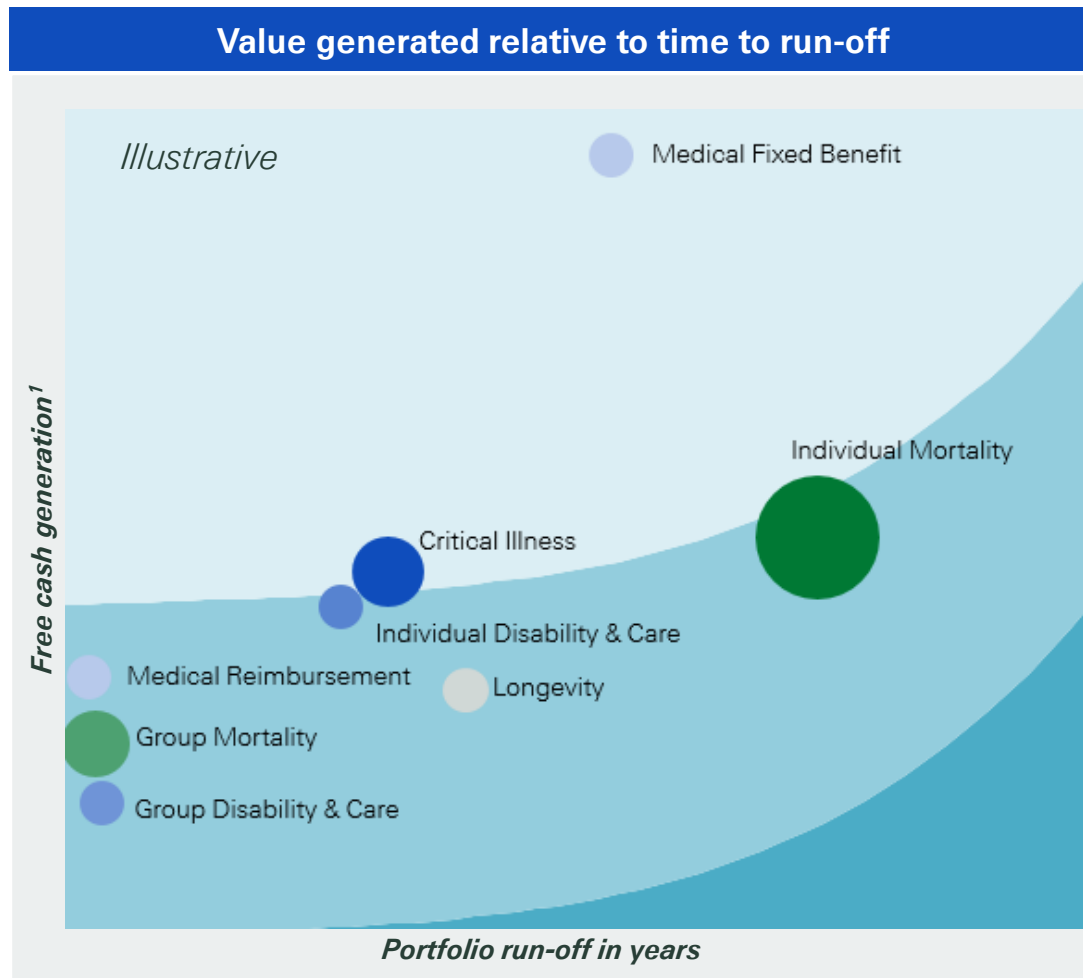 Value generated relative to time to run-off
Illustrative
Medical Fixed Benefit
Individual Mortality
Critical Illness
Individual Disability & Care
Medical Reimbursement
Longevity
Group Mortality
Group Disability & Care
Free cash generation¹
Portfolio run-off in years